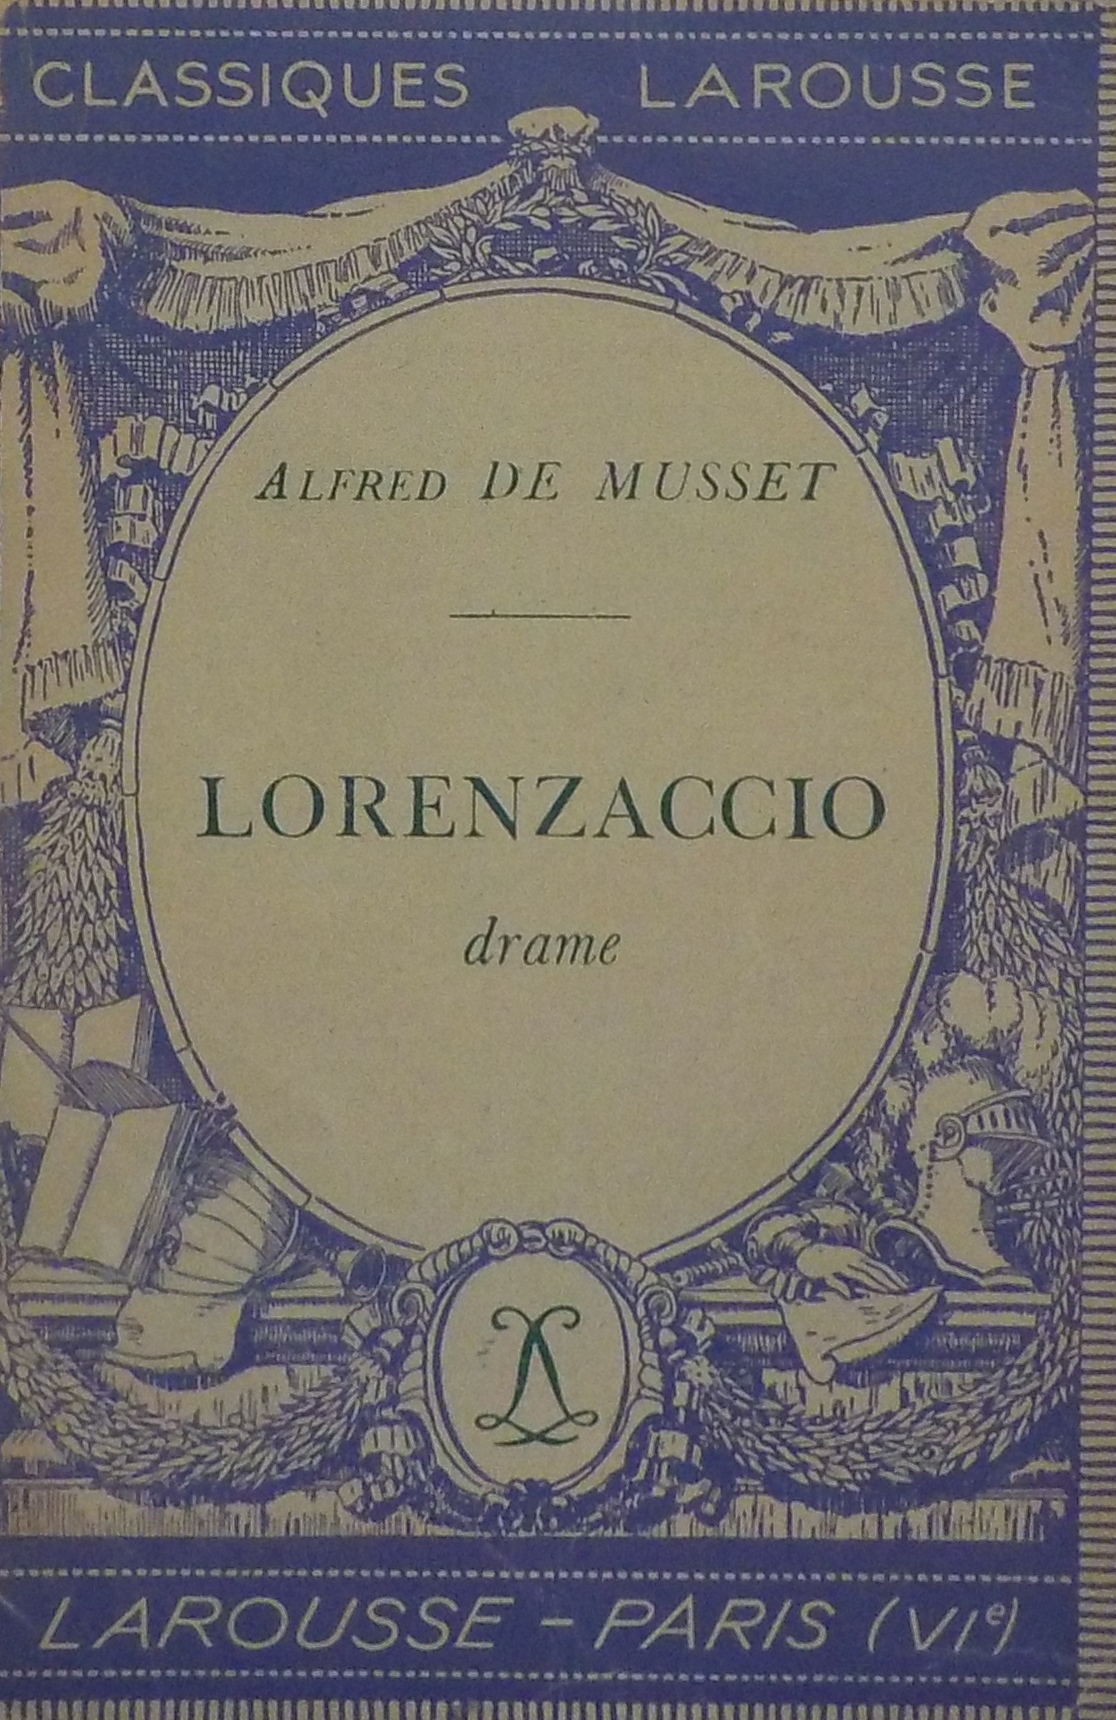 CLASSIQUES LAROUSSE
ALFRED DE MUSSET
LORENZACCIO
drame
LAROUSSE - PARIS (VIe)